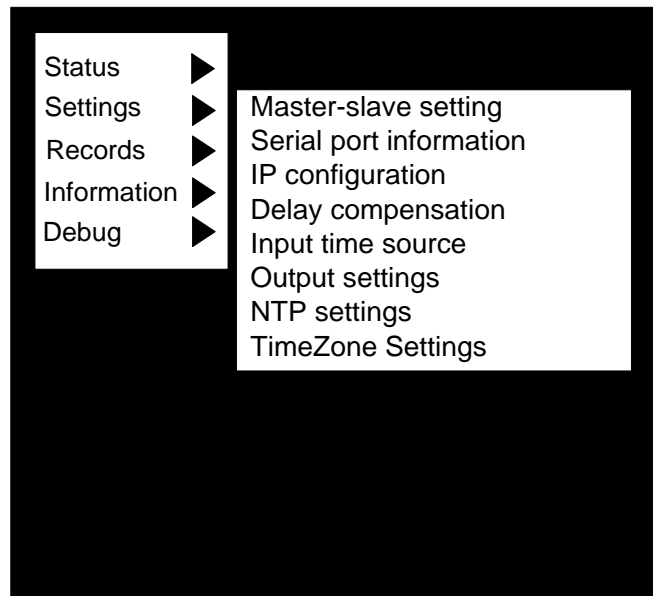 Status
Settings
Records
Information
Debug
Master-slave setting
Serial port information
IP configuration
Delay compensation
Input time source
Output settings
NTP settings
TimeZone Settings